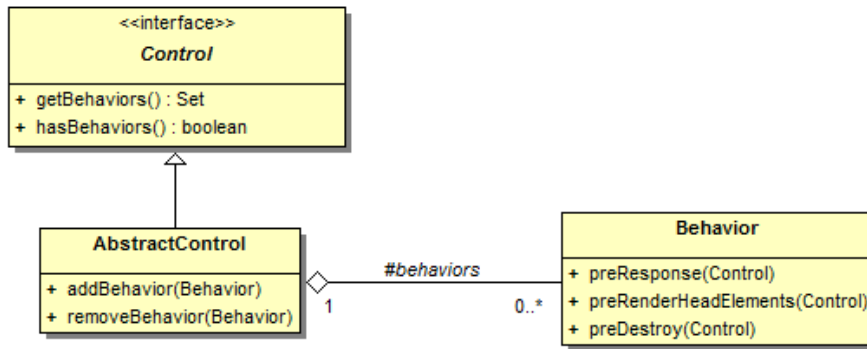 <<interface>>
Control
+ getBehaviors() : Set
+ hasBehaviors() : boolean
AbstractControl
+ addBehavior(Behavior)
+ removeBehavior(Behavior)
#behaviors
1
0..*
Behavior
+ preResponse(Control)
+ preRenderHeadElements(Control)
+ preDestroy(Control)